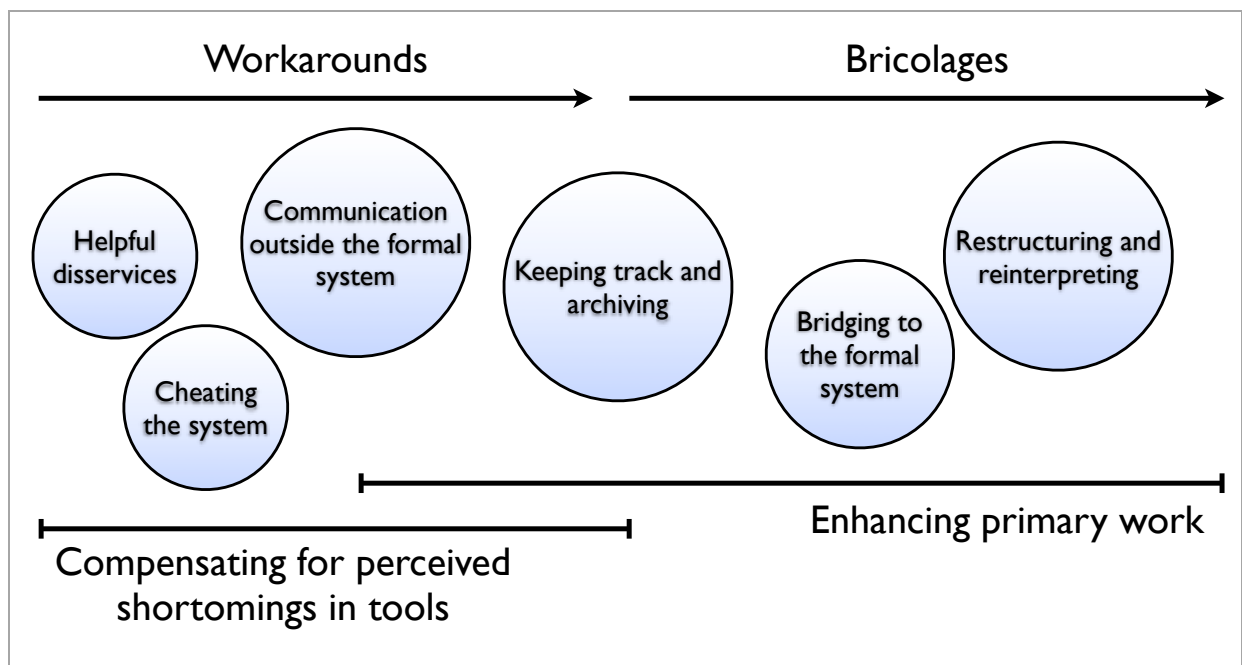 Workarounds
Bricolages
Helpful
disservices
Communication
outside the formal
system
Cheating
the system
Keeping track and
archiving
Bridging to
the formal
system
Restructuring and
reinterpreting
Enhancing primary work
Compensating for perceived
shortomings in tools